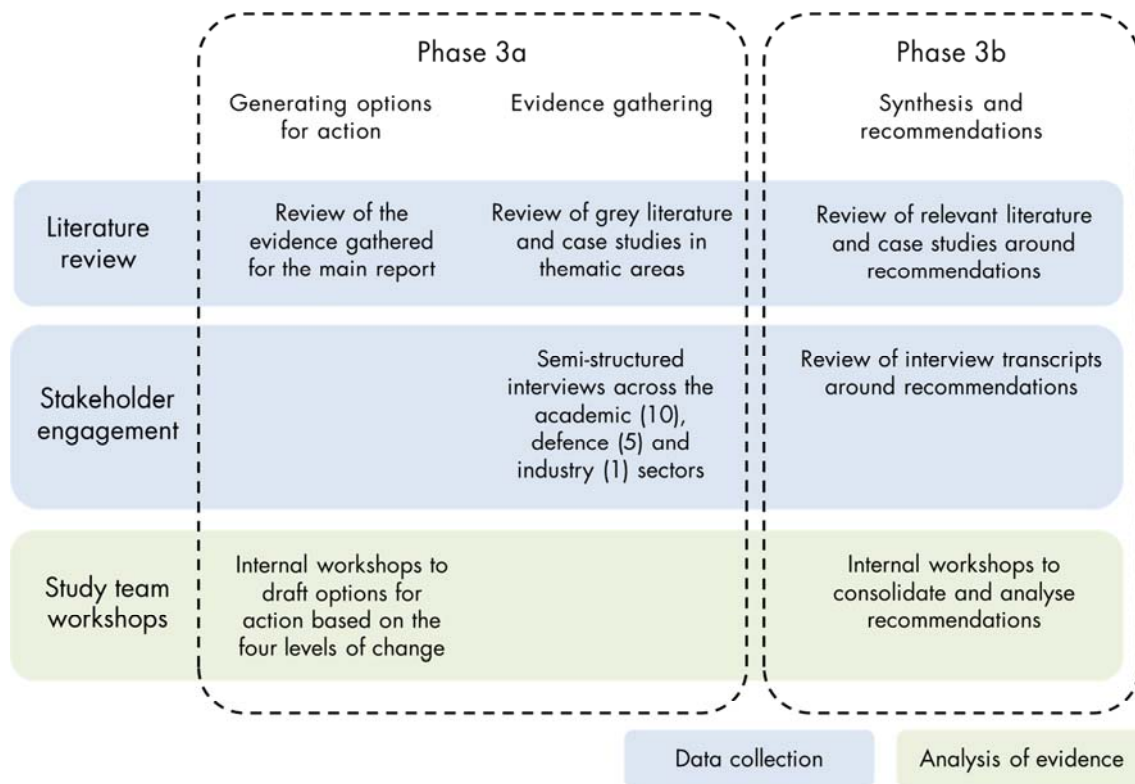 Phase 3a
Phase 3b
Generating options
for action
Evidence gathering
Synthesis and
recommendations
Literature
review
Review of the
evidence gathered
for the main report
Review of grey literature
and case studies in
thematic areas
Review of relevant literature
and case studies around
recommendations
Stakeholder
engagement
Semi-structured
interviews across the
academic (10),
defence (5) and
industry (1) sectors
Review of interview transcripts
around recommendations
Study team
workshops
Internal workshops to
draft options for
action based on the
four levels of change
Internal workshops to
consolidate and analyse
recommendations
Data collection
Analysis of evidence